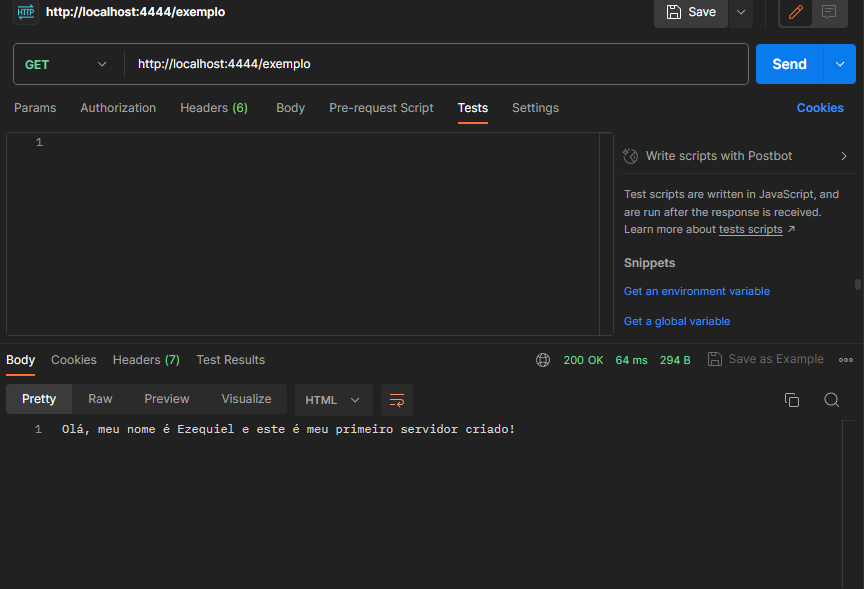 HTTP http://localhost:4444/exemplo Save
GET http://localhost:4444/exemplo Send
Params Authorization Headers (6) Body Pre-request Script Tests Settings Cookies
1
Write scripts with Postbot
Test scripts are written in JavaScript, and
are run after the response is received.
Learn more about tests scripts
Snippets
Get an environment variable
Get a global variable
Body Cookies Headers (7) Test Results 200 OK 64 ms 294 B Save as Example
Pretty Raw Preview Visualize HTML
1 Olá, meu nome é Ezequiel e este é meu primeiro servidor criado!